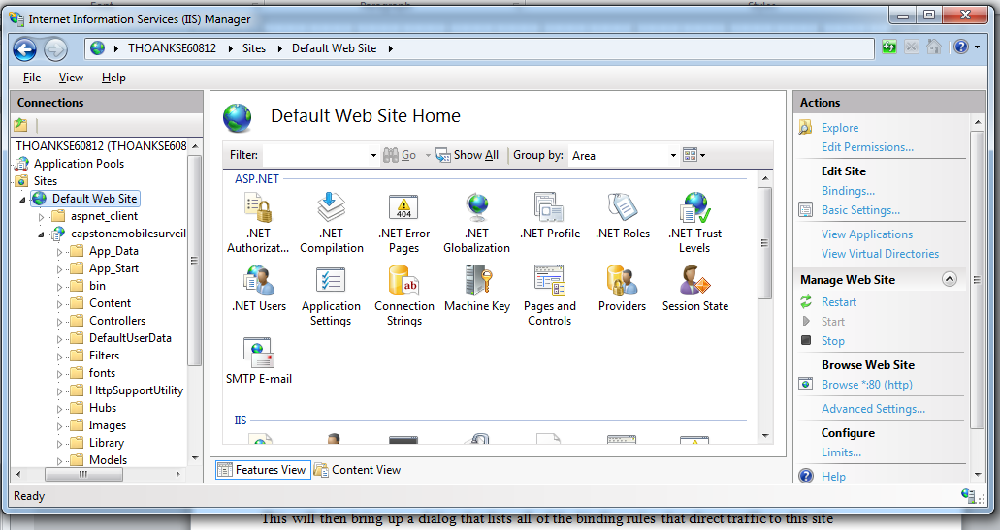 Font
Paragraph
Styles
Internet Information Services (IIS) Manager
THOANKSE60812 Sites Default Web Site
File View Help
Connections
THOANKSE60812 (THOANKSE608
Application Pools
Sites
Default Web Site
aspnet_client
capstonemobilesurveil
App_Data
App_Start
bin
Content
Controllers
DefaultUserData
Filters
fonts
HttpSupportUtility
Hubs
Images
Library
Models
Default Web Site Home
Filter: Go Show All Group by: Area
ASP.NET
.NET Authorizat...
.NET Compilation
404
.NET Error Pages
.NET Globalization
.NET Profile
.NET Roles
.NET Trust Levels
.NET Users
Application Settings
ab
Connection Strings
Machine Key
Pages and Controls
Providers
Session State
SMTP E-mail
IIS
Features View Content View
Actions
Explore
Edit Permissions...
Edit Site
Bindings...
Basic Settings...
View Applications
View Virtual Directories
Manage Web Site
Restart
Start
Stop
Browse Web Site
Browse *:80 (http)
Advanced Settings...
Configure
Limits...
Help
Ready
This will then bring up a dialog that lists all of the binding rules that direct traffic to this site